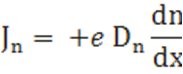 Jₙ = +e Dₙ dn/dx